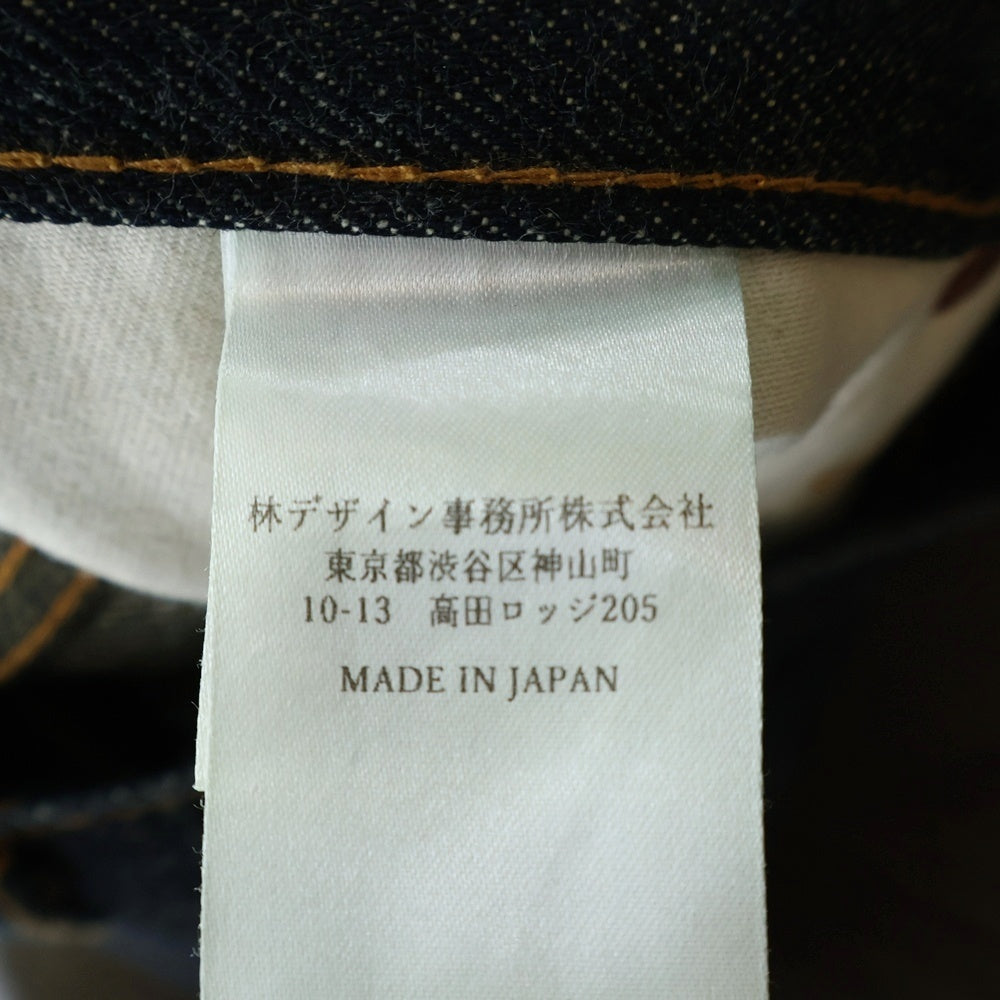 林デザイン事務所株式会社
東京都渋谷区神山町
10-13　高田ロッジ205
MADE IN JAPAN